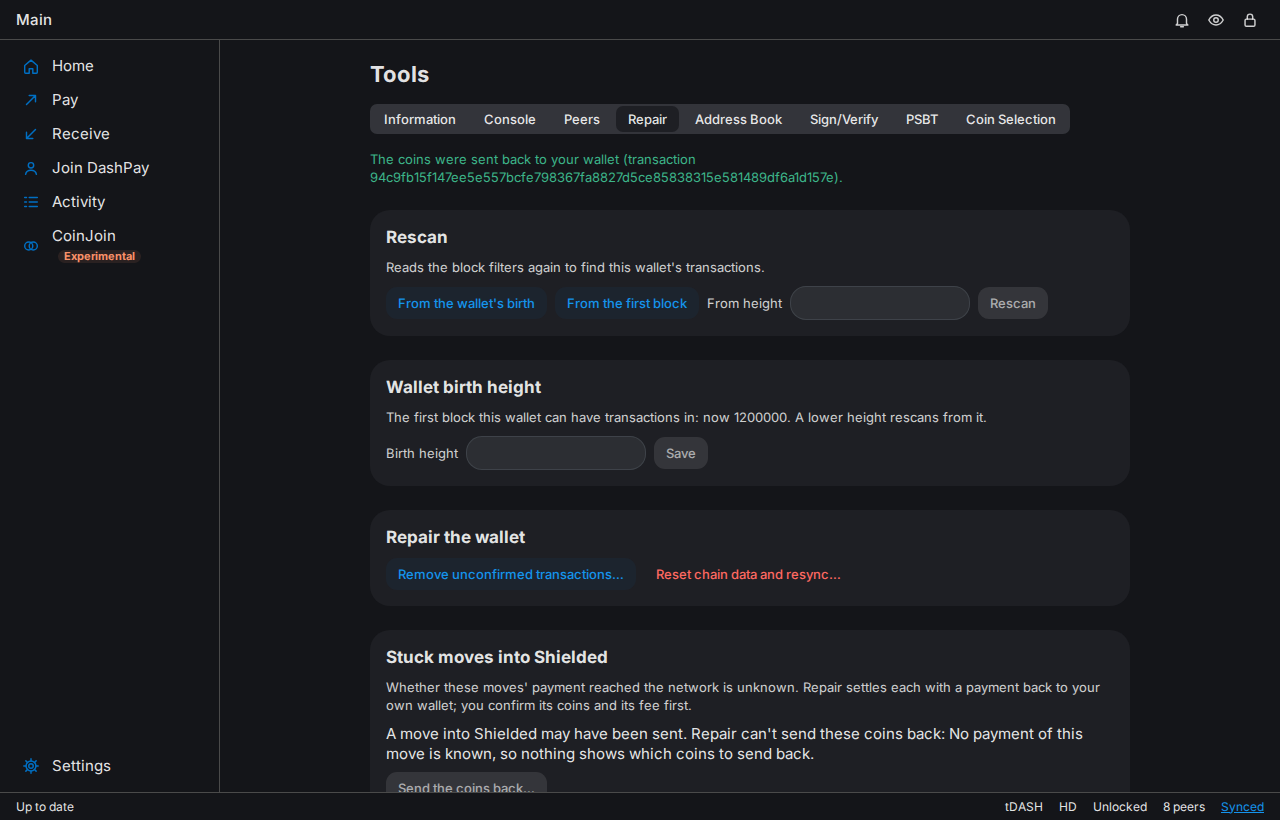 Main
Home
Pay
Receive
Join DashPay
Activity
CoinJoin
Experimental
Settings
Tools
Information Console Peers Repair Address Book Sign/Verify PSBT Coin Selection
The coins were sent back to your wallet (transaction
94c9fb15f147ee5e557bcfe798367fa8827d5ce85838315e581489df6a1d157e).
Rescan
Reads the block filters again to find this wallet's transactions.
From the wallet's birth From the first block From height Rescan
Wallet birth height
The first block this wallet can have transactions in: now 1200000. A lower height rescans from it.
Birth height Save
Repair the wallet
Remove unconfirmed transactions... Reset chain data and resync...
Stuck moves into Shielded
Whether these moves' payment reached the network is unknown. Repair settles each with a payment back to your
own wallet; you confirm its coins and its fee first.
A move into Shielded may have been sent. Repair can't send these coins back: No payment of this
move is known, so nothing shows which coins to send back.
Send the coins back...
Up to date tDASH HD Unlocked 8 peers Synced